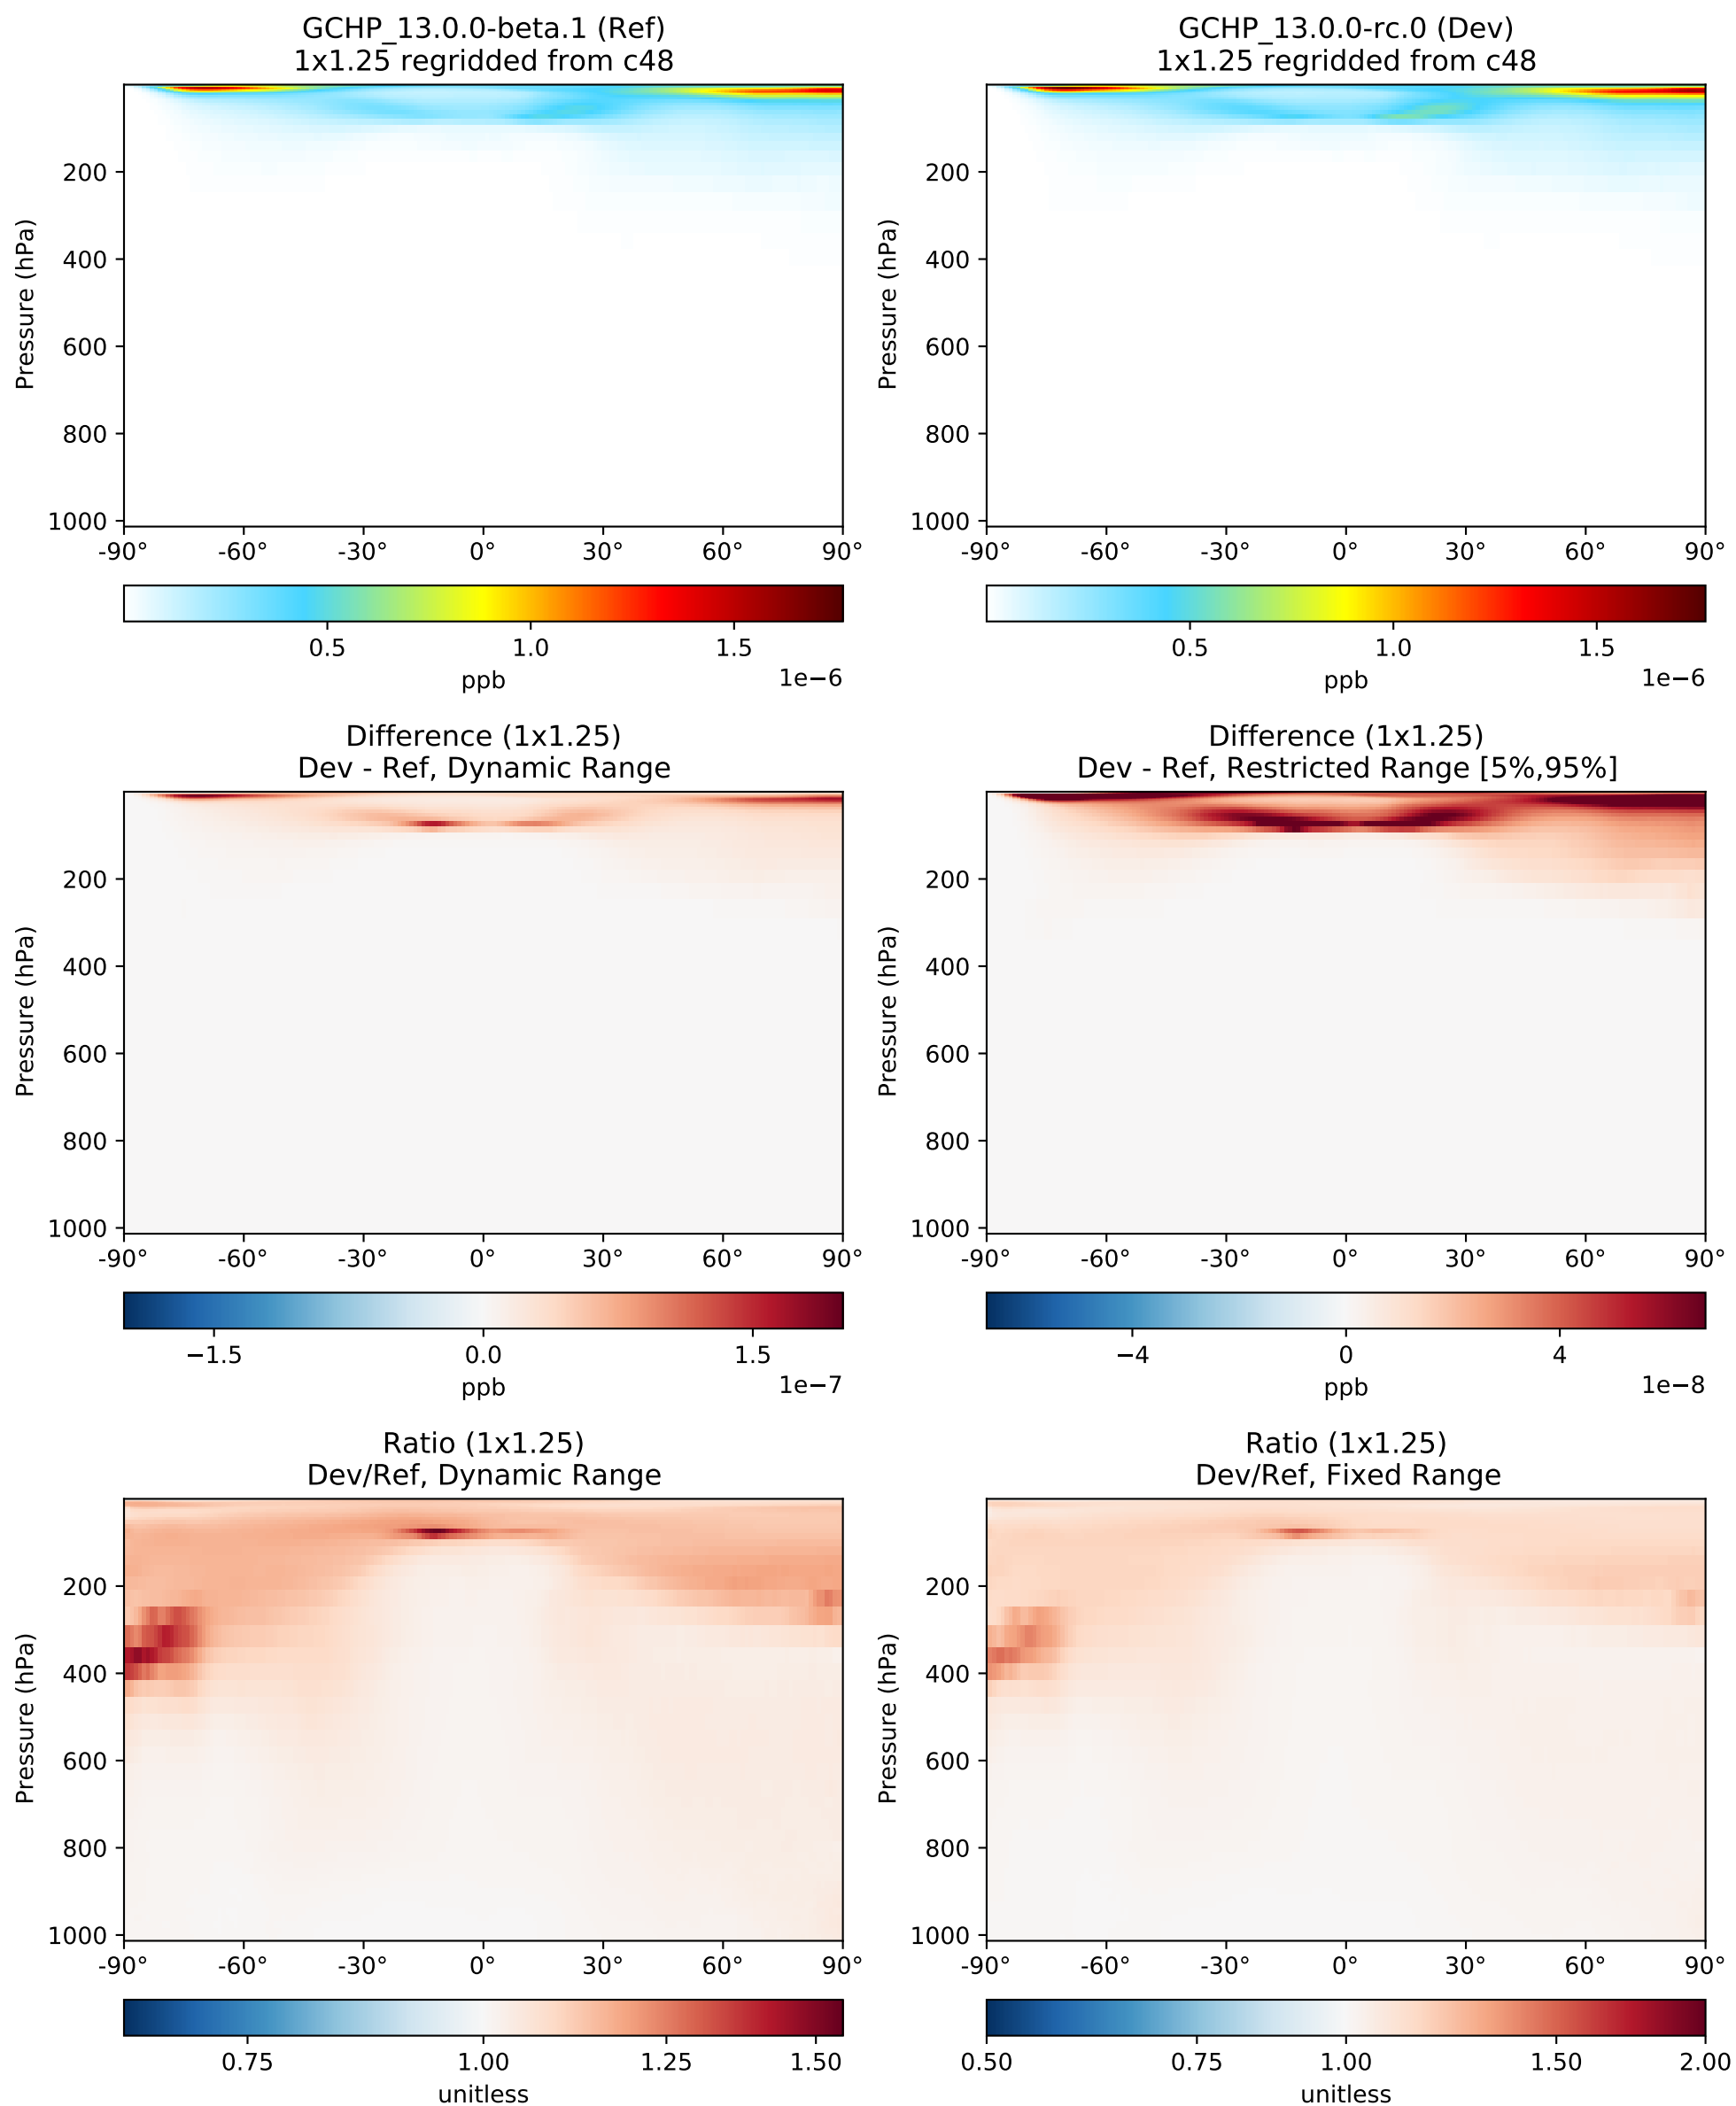 GCHP_13.0.0-beta.1 (Ref)
1x1.25 regridded from c48
Pressure (hPa)
200
400
600
800
1000
-90° -60° -30° 0° 30° 60° 90°
0.5 1.0 1.5
1e−6
ppb
GCHP_13.0.0-rc.0 (Dev)
1x1.25 regridded from c48
Pressure (hPa)
200
400
600
800
1000
-90° -60° -30° 0° 30° 60° 90°
0.5 1.0 1.5
1e−6
ppb
Difference (1x1.25)
Dev - Ref, Dynamic Range
Pressure (hPa)
200
400
600
800
1000
-90° -60° -30° 0° 30° 60° 90°
−1.5 0.0 1.5
1e−7
ppb
Difference (1x1.25)
Dev - Ref, Restricted Range [5%,95%]
Pressure (hPa)
200
400
600
800
1000
-90° -60° -30° 0° 30° 60° 90°
−4 0 4
1e−8
ppb
Ratio (1x1.25)
Dev/Ref, Dynamic Range
Pressure (hPa)
200
400
600
800
1000
-90° -60° -30° 0° 30° 60° 90°
0.75 1.00 1.25 1.50
unitless
Ratio (1x1.25)
Dev/Ref, Fixed Range
Pressure (hPa)
200
400
600
800
1000
-90° -60° -30° 0° 30° 60° 90°
0.50 0.75 1.00 1.50 2.00
unitless